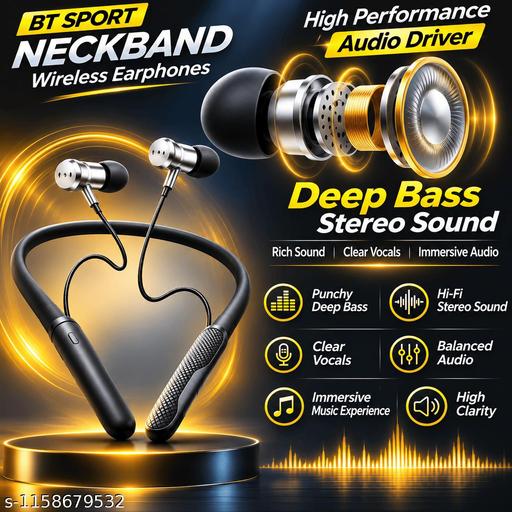 BT SPORT
NECKBAND
Wireless Earphones
High Performance
Audio Driver
Deep Bass
Stereo Sound
Rich Sound | Clear Vocals | Immersive Audio
Punchy
Deep Bass
Hi-Fi
Stereo Sound
Clear
Vocals
Balanced
Audio
Immersive
Music Experience
High
Clarity
s-1158679532